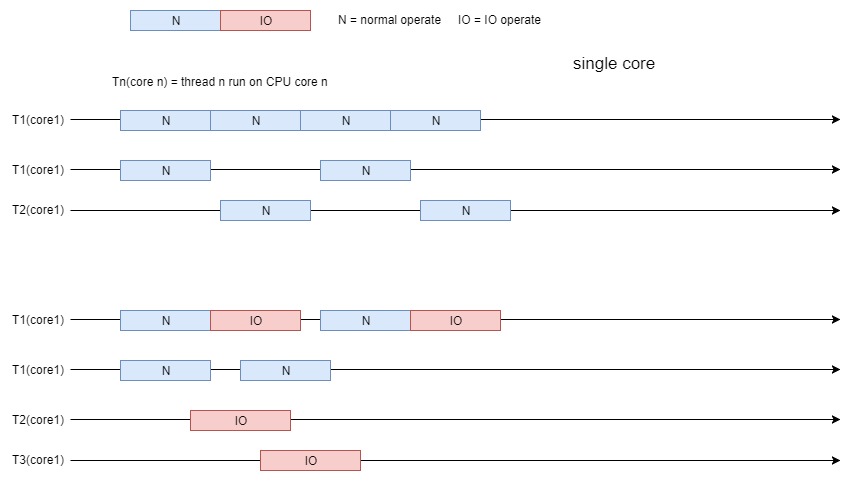 N IO N = normal operate IO = IO operate
single core
Tn(core n) = thread n run on CPU core n
T1(core1) N N N N
T1(core1) N N
T2(core1) N N
T1(core1) N IO N IO
T1(core1) N N
T2(core1) IO
T3(core1) IO